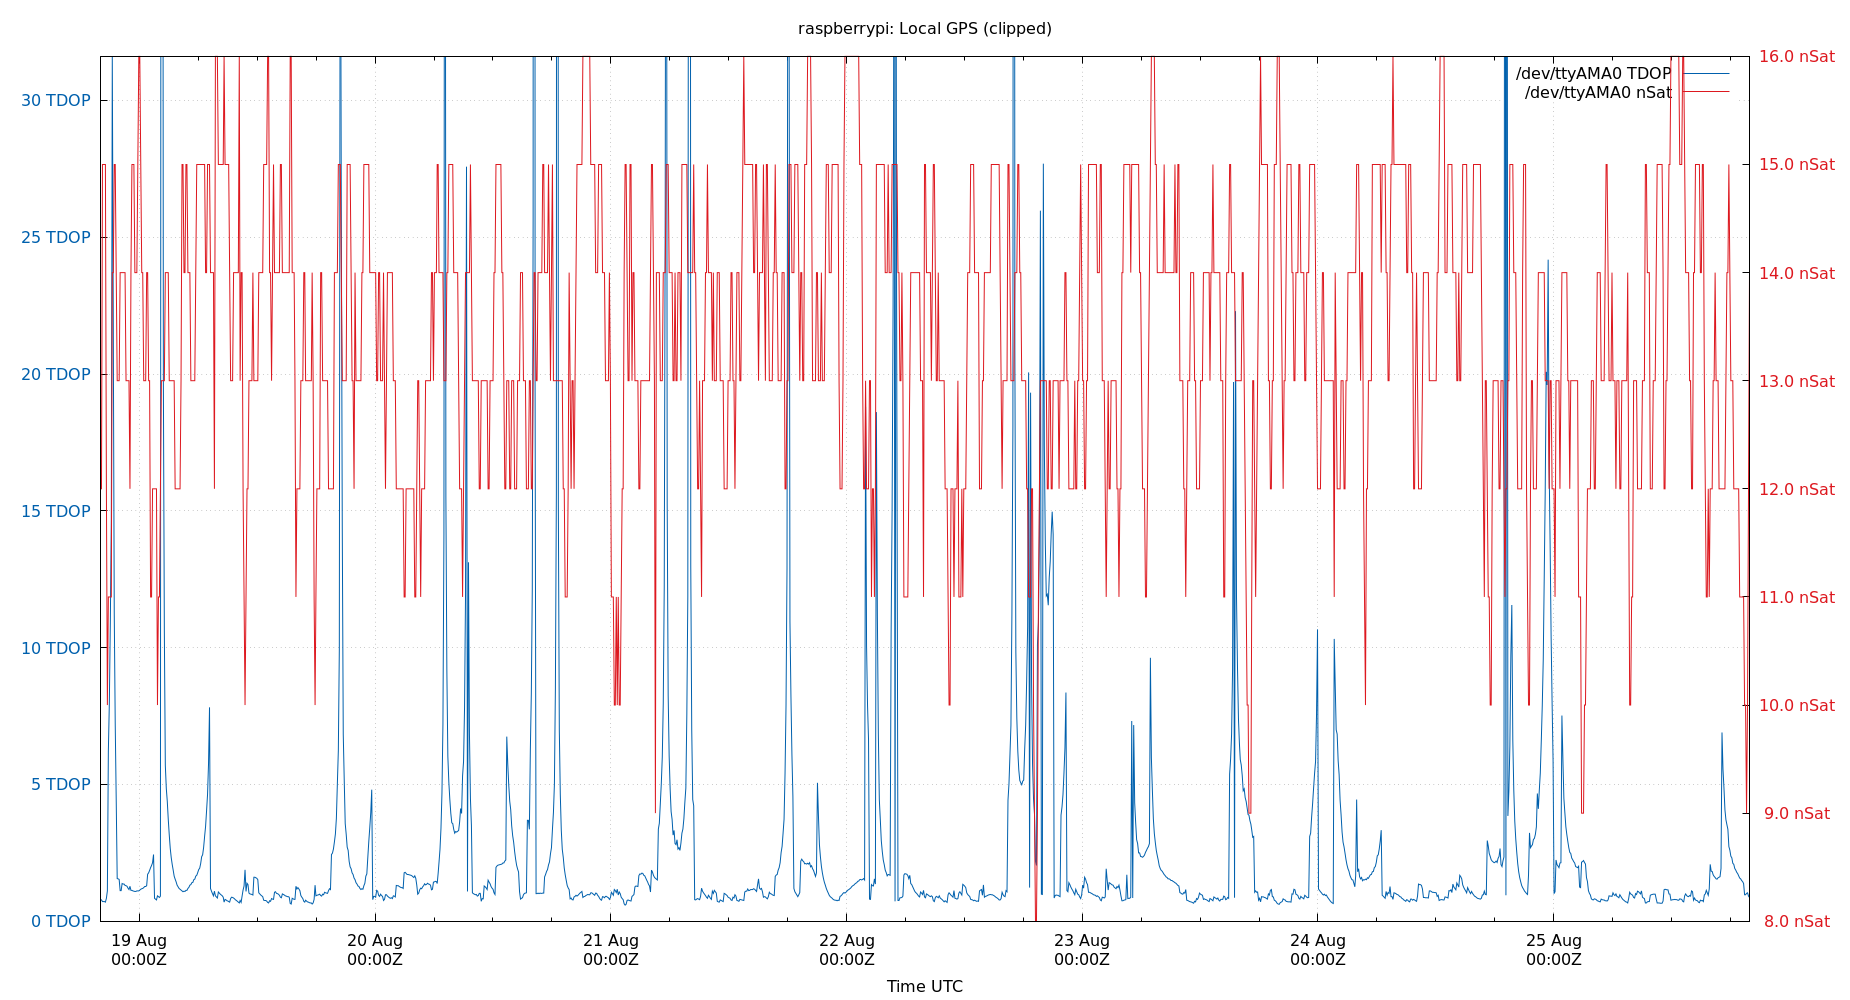 raspberrypi: Local GPS (clipped)
/dev/ttyAMA0 TDOP
/dev/ttyAMA0 nSat
30 TDOP
25 TDOP
20 TDOP
15 TDOP
10 TDOP
5 TDOP
0 TDOP
16.0 nSat
15.0 nSat
14.0 nSat
13.0 nSat
12.0 nSat
11.0 nSat
10.0 nSat
9.0 nSat
8.0 nSat
19 Aug
00:00Z
20 Aug
00:00Z
21 Aug
00:00Z
22 Aug
00:00Z
23 Aug
00:00Z
24 Aug
00:00Z
25 Aug
00:00Z
Time UTC